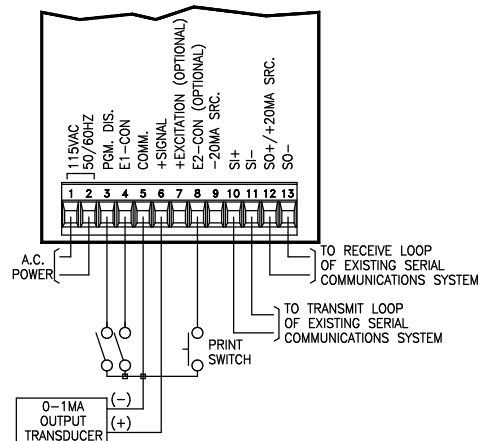 115VAC
50/60HZ
PGM. DIS.
E1-CON
COMM.
+SIGNAL
+EXCITATION (OPTIONAL)
E2-CON (OPTIONAL)
-20MA SRC.
SI+
SI-
SO+/+20MA SRC.
SO-
1 2 3 4 5 6 7 8 9 10 11 12 13
A.C.
POWER
TO RECEIVE LOOP
OF EXISTING SERIAL
COMMUNICATIONS SYSTEM
TO TRANSMIT LOOP
OF EXISTING SERIAL
COMMUNICATIONS SYSTEM
PRINT
SWITCH
0-1MA
OUTPUT
TRANSDUCER
(-)
(+)